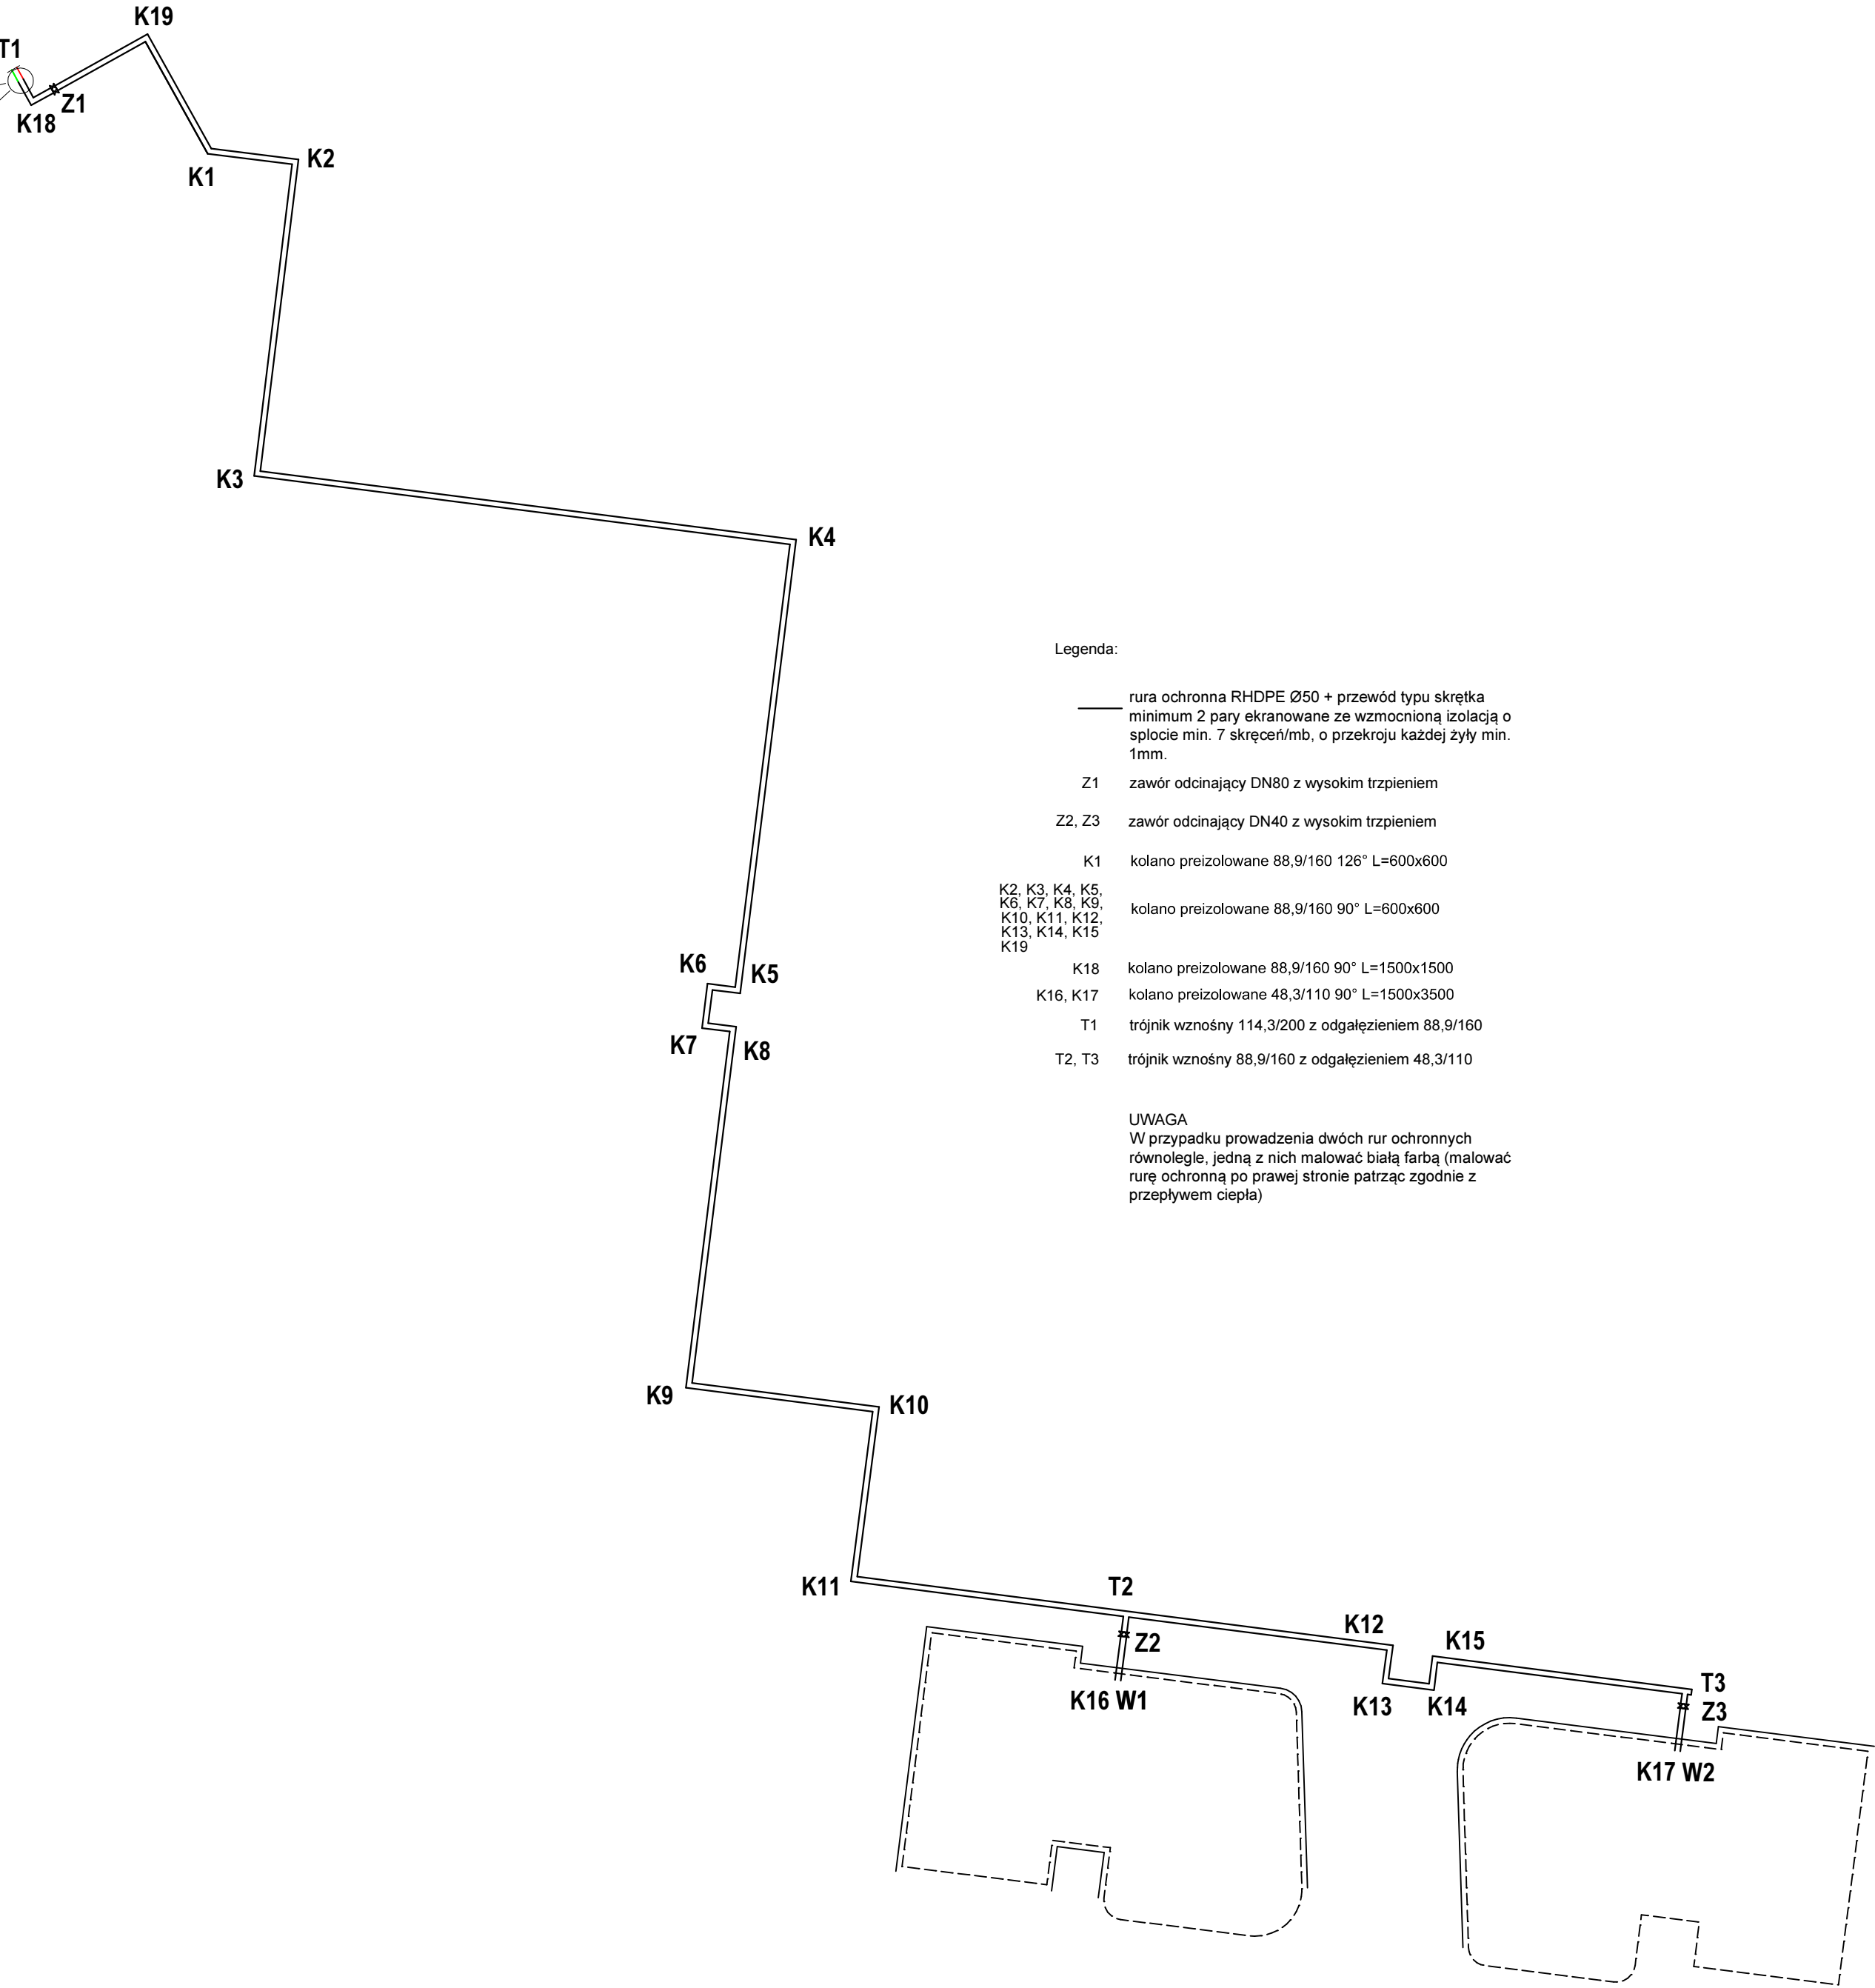 K19
T1
Z1
K18
K2
K1
K3
K4
Legenda:
rura ochronna RHDPE Ø50 + przewód typu skrętka
minimum 2 pary ekranowane ze wzmocnioną izolacją o
splocie min. 7 skręceń/mb, o przekroju każdej żyły min.
1mm.
Z1 zawór odcinający DN80 z wysokim trzpieniem
Z2, Z3 zawór odcinający DN40 z wysokim trzpieniem
K1 kolano preizolowane 88,9/160 126° L=600x600
K2, K3, K4, K5,
K6, K7, K8, K9,
K10, K11, K12,
K13, K14, K15
K19
kolano preizolowane 88,9/160 90° L=600x600
K18 kolano preizolowane 88,9/160 90° L=1500x1500
K16, K17 kolano preizolowane 48,3/110 90° L=1500x3500
T1 trójnik wznośny 114,3/200 z odgałęzieniem 88,9/160
T2, T3 trójnik wznośny 88,9/160 z odgałęzieniem 48,3/110
UWAGA
W przypadku prowadzenia dwóch rur ochronnych
równolegle, jedną z nich malować białą farbą (malować
rurę ochronną po prawej stronie patrząc zgodnie z
przepływem ciepła)
K6
K5
K7
K8
K9
K10
K11
T2
K12
Z2
K15
K16 W1
K13
K14
T3
Z3
K17 W2